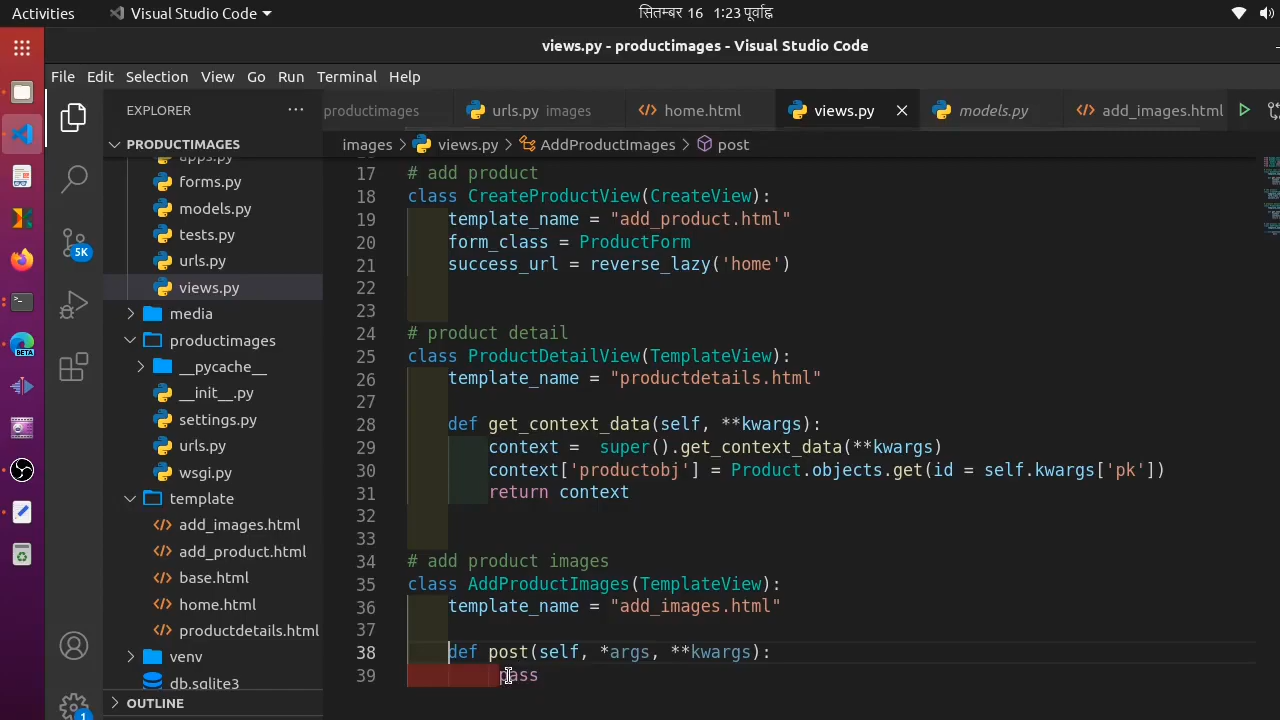 Activities Visual Studio Code सितम्बर 16 1:23 पूर्वाह्न
views.py - productimages - Visual Studio Code
File Edit Selection View Go Run Terminal Help
EXPLORER ··· productimages urls.py images home.html views.py models.py add_images.html
PRODUCTIMAGES images > views.py > AddProductImages > post
apps.py
forms.py
models.py
tests.py
5K
urls.py
views.py
media
productimages
__pycache__
__init__.py
settings.py
urls.py
wsgi.py
template
add_images.html
add_product.html
base.html
home.html
productdetails.html
venv
db.sqlite3
OUTLINE
1
17 # add product
18 class CreateProductView(CreateView):
19 template_name = "add_product.html"
20 form_class = ProductForm
21 success_url = reverse_lazy('home')
22
23
24 # product detail
25 class ProductDetailView(TemplateView):
26 template_name = "productdetails.html"
27
28 def get_context_data(self, **kwargs):
29 context = super().get_context_data(**kwargs)
30 context['productobj'] = Product.objects.get(id = self.kwargs['pk'])
31 return context
32
33
34 # add product images
35 class AddProductImages(TemplateView):
36 template_name = "add_images.html"
37
38 def post(self, *args, **kwargs):
39 pass